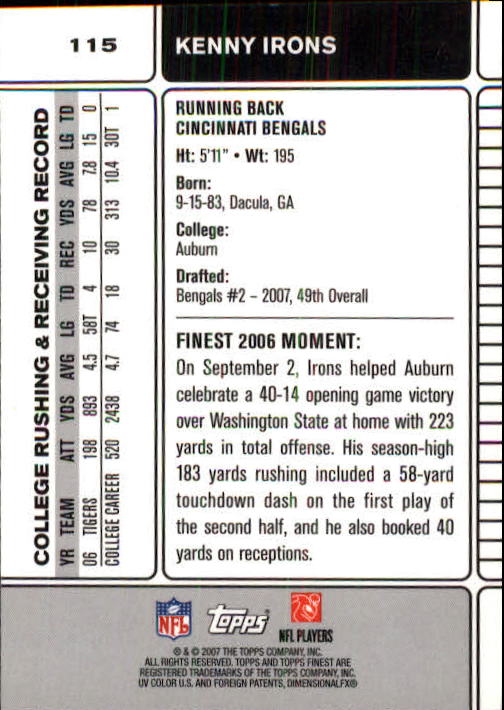 115
KENNY IRONS
COLLEGE RUSHING & RECEIVING RECORD
YR TEAM ATT YDS AVG LG TD REC YDS AVG LG TD
06 TIGERS 198 893 4.5 58T 4 10 78 7.8 15 0
COLLEGE CAREER 520 2438 4.7 74 18 30 313 10.4 30T 1
RUNNING BACK
CINCINNATI BENGALS
Ht: 5'11" • Wt: 195
Born:
9-15-83, Dacula, GA
College:
Auburn
Drafted:
Bengals #2 – 2007, 49th Overall
FINEST 2006 MOMENT:
On September 2, Irons helped Auburn
celebrate a 40-14 opening game victory
over Washington State at home with 223
yards in total offense. His season-high
183 yards rushing included a 58-yard
touchdown dash on the first play of
the second half, and he also booked 40
yards on receptions.
NFL
Topps
NFL PLAYERS
® & © 2007 THE TOPPS COMPANY, INC.
ALL RIGHTS RESERVED. TOPPS AND TOPPS FINEST ARE
REGISTERED TRADEMARKS OF THE TOPPS COMPANY, INC.
UV COLOR U.S. AND FOREIGN PATENTS, DIMENSIONALFX®